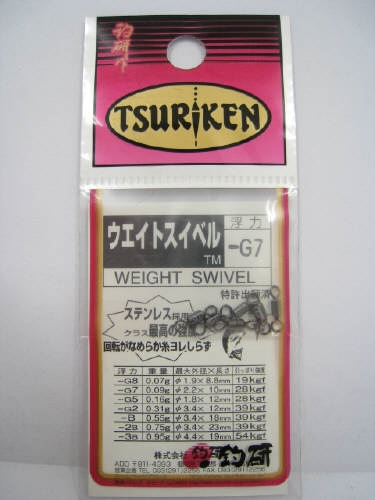 釣研作
TSURIKEN
ウエイトスイベル
TM
浮力
-G7
WEIGHT SWIVEL
特許出願済
ステンレス採用
クラス最高の強度
回転がなめらか糸ヨレしらず
浮力 重量 最大外径×長さ
-G8 0.07g φ1.9×8.8mm 19kgf
-G7 0.09g φ2.2×10mm 28kgf
-G5 0.16g φ1.8×12mm 28kgf
-G2 0.31g φ3.4×12mm 39kgf
-B 0.55g φ3.4×18mm 39kgf
-2B 0.75g φ3.4×23mm 39kgf
-3B 0.95g φ4.4×19mm 54kgf
株式会社 釣研